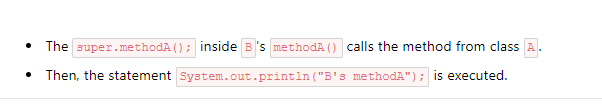 • The super.methodA(); inside B's methodA() calls the method from class A.
• Then, the statement System.out.println("B's methodA"); is executed.